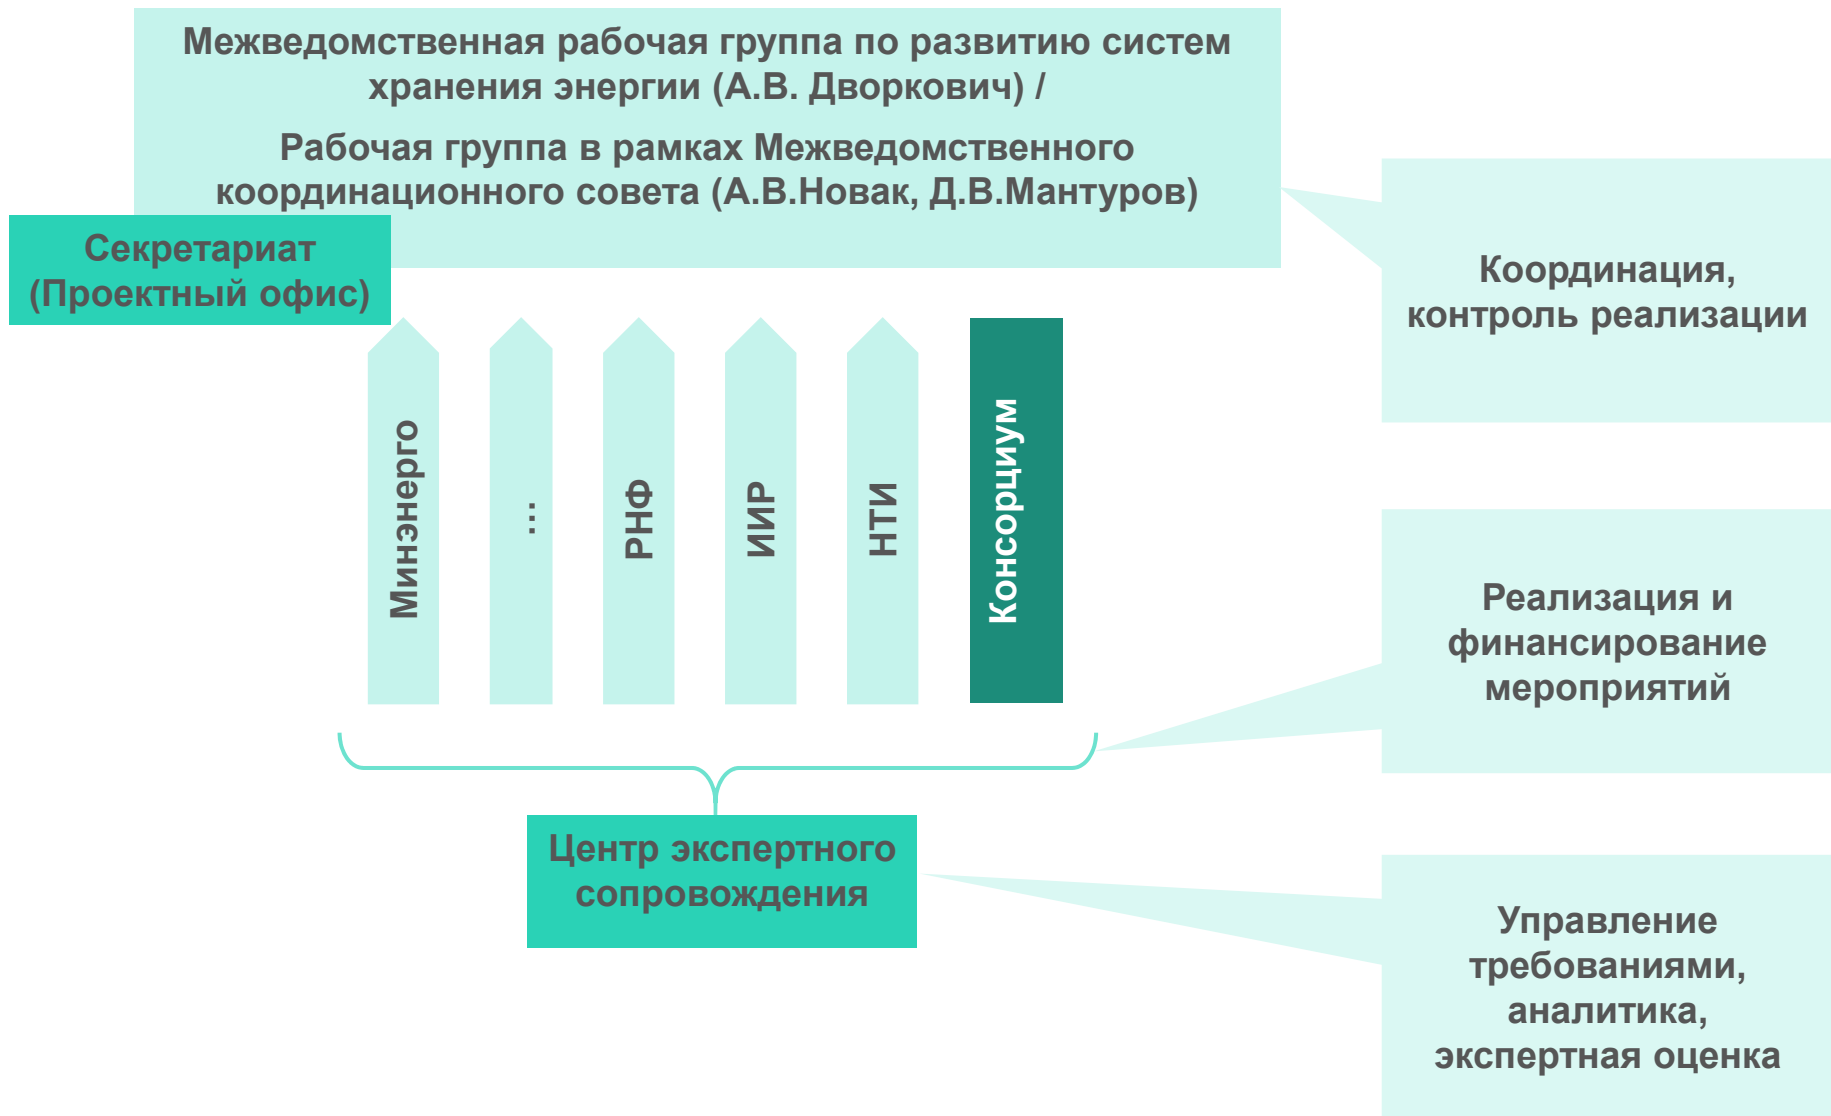 Межведомственная рабочая группа по развитию систем
хранения энергии (А.В. Дворкович) /
Рабочая группа в рамках Межведомственного
координационного совета (А.В.Новак, Д.В.Мантуров)
Секретариат
(Проектный офис)
Координация,
контроль реализации
Минэнерго
...
РНФ
ИИР
НТИ
Консорциум
Реализация и
финансирование
мероприятий
Центр экспертного
сопровождения
Управление
требованиями,
аналитика,
экспертная оценка